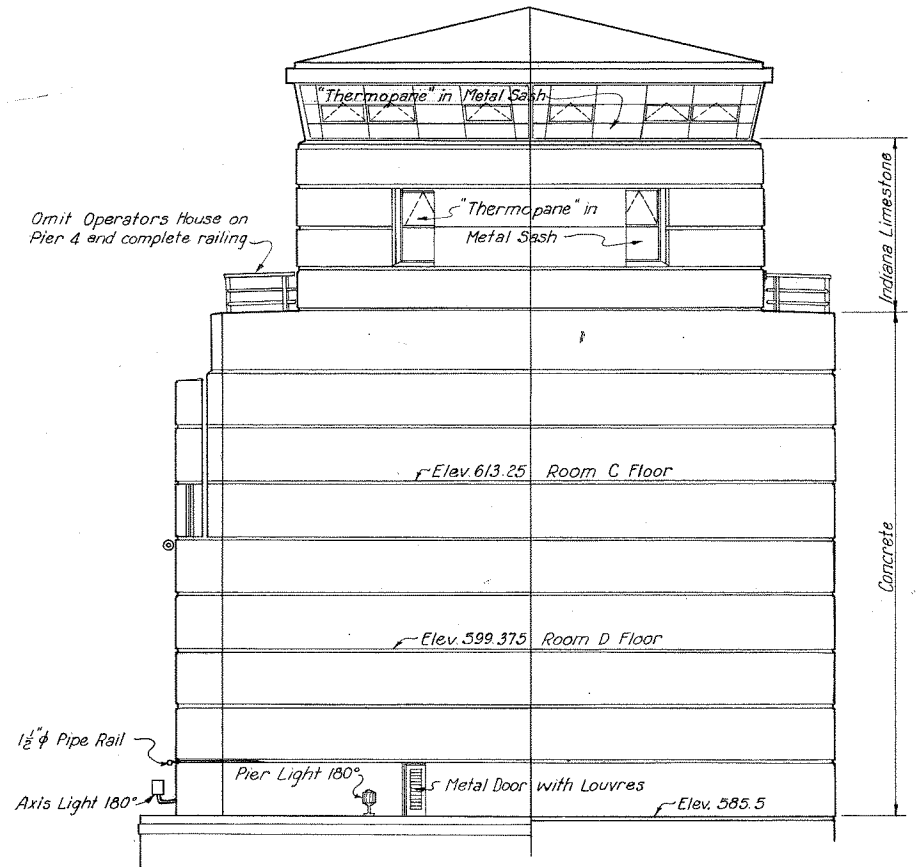 "Thermopane" in Metal Sash
Omit Operators House on
Pier 4 and complete railing
"Thermopane" in
Metal Sash
Indiana Limestone
Elev. 613.25 Room C Floor
Concrete
Elev. 599.375 Room D Floor
1½"φ Pipe Rail
Pier Light 180°
Metal Door with Louvres
Axis Light 180°
Elev. 585.5